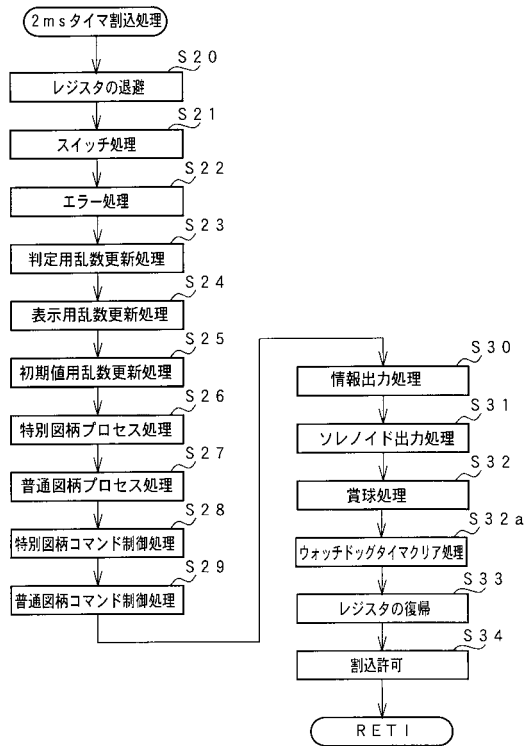 2msタイマ割込処理
S20
レジスタの退避
S21
スイッチ処理
S22
エラー処理
S23
判定用乱数更新処理
S24
表示用乱数更新処理
S25
初期値用乱数更新処理
S26
特別図柄プロセス処理
S27
普通図柄プロセス処理
S28
特別図柄コマンド制御処理
S29
普通図柄コマンド制御処理
S30
情報出力処理
S31
ソレノイド出力処理
S32
賞球処理
S32a
ウォッチドッグタイマクリア処理
S33
レジスタの復帰
S34
割込許可
RETI